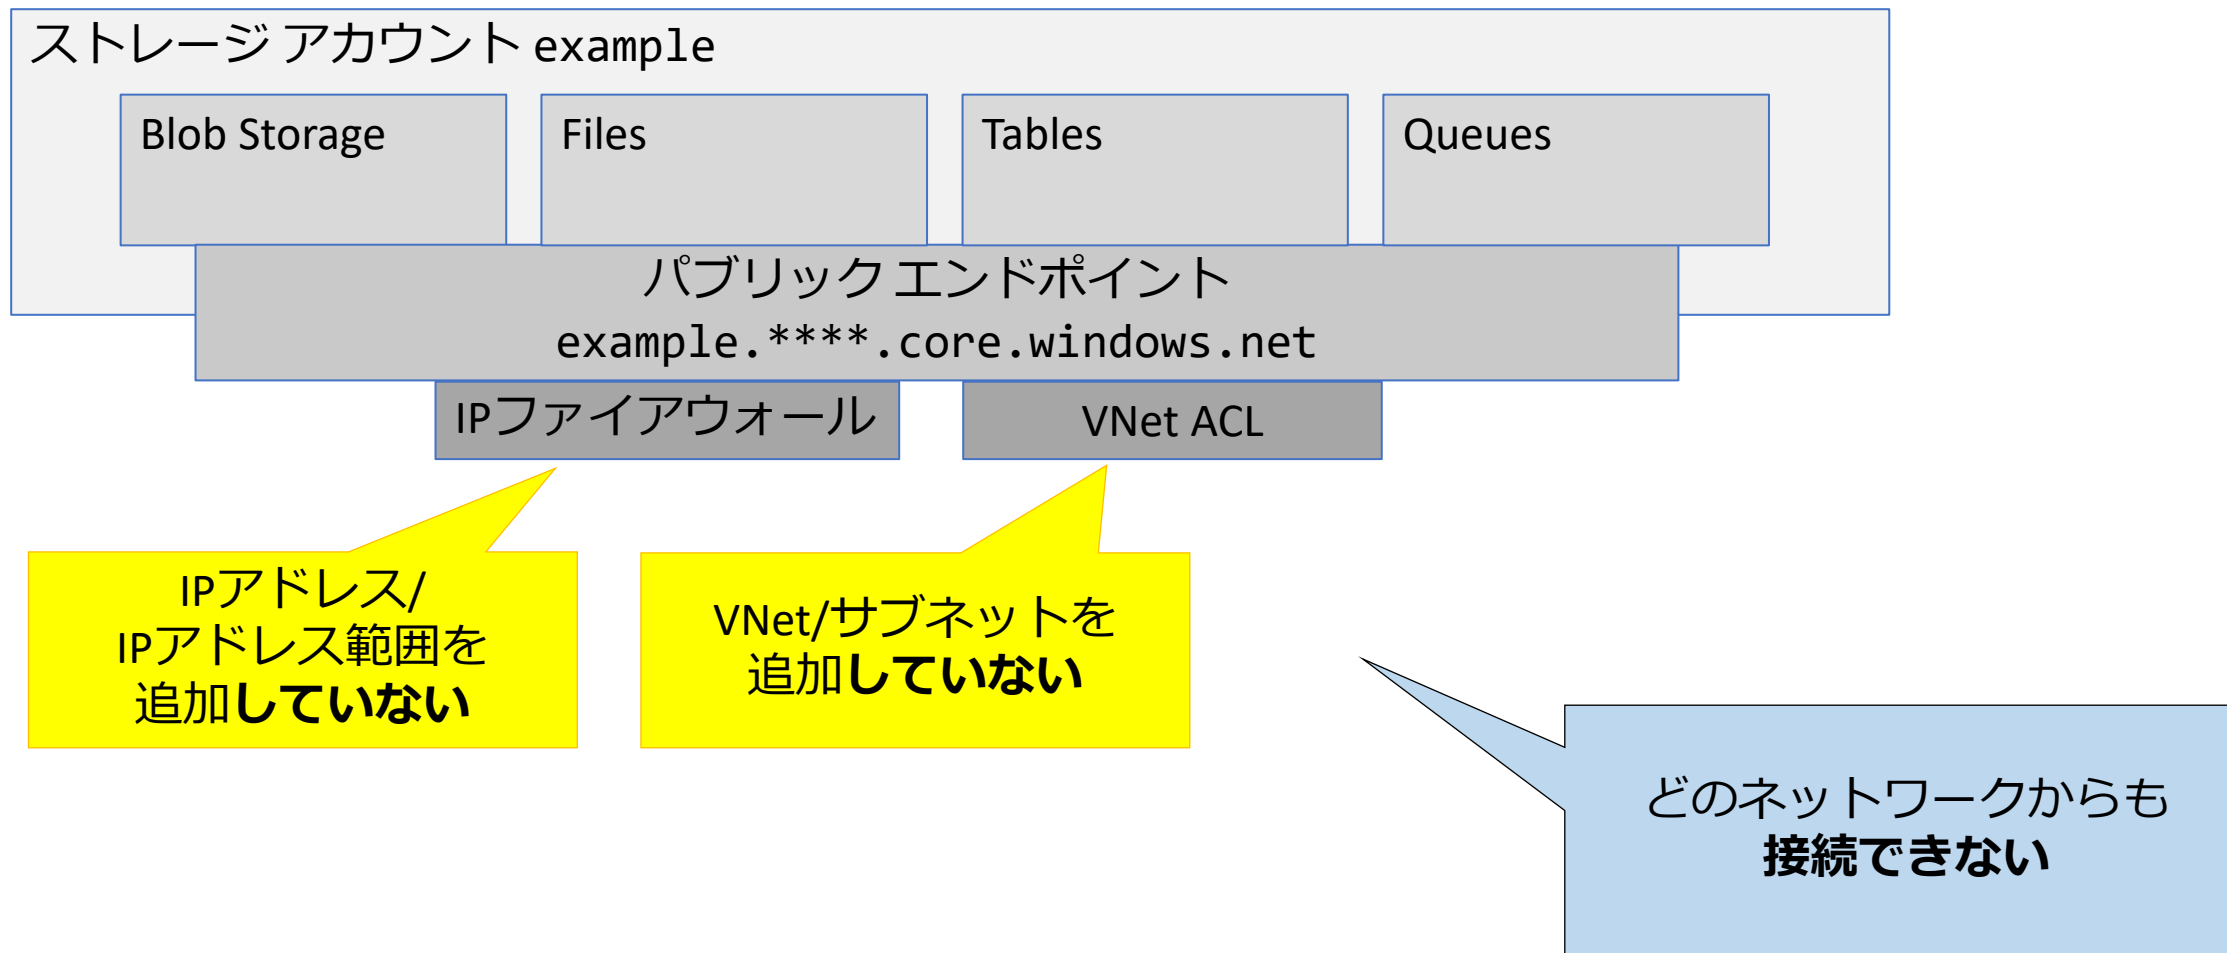 ストレージ アカウント example
Blob Storage
Files
Tables
Queues
パブリック エンドポイント
example.****.core.windows.net
IPファイアウォール
VNet ACL
IPアドレス/
IPアドレス範囲を
追加していない
VNet/サブネットを
追加していない
どのネットワークからも
接続できない